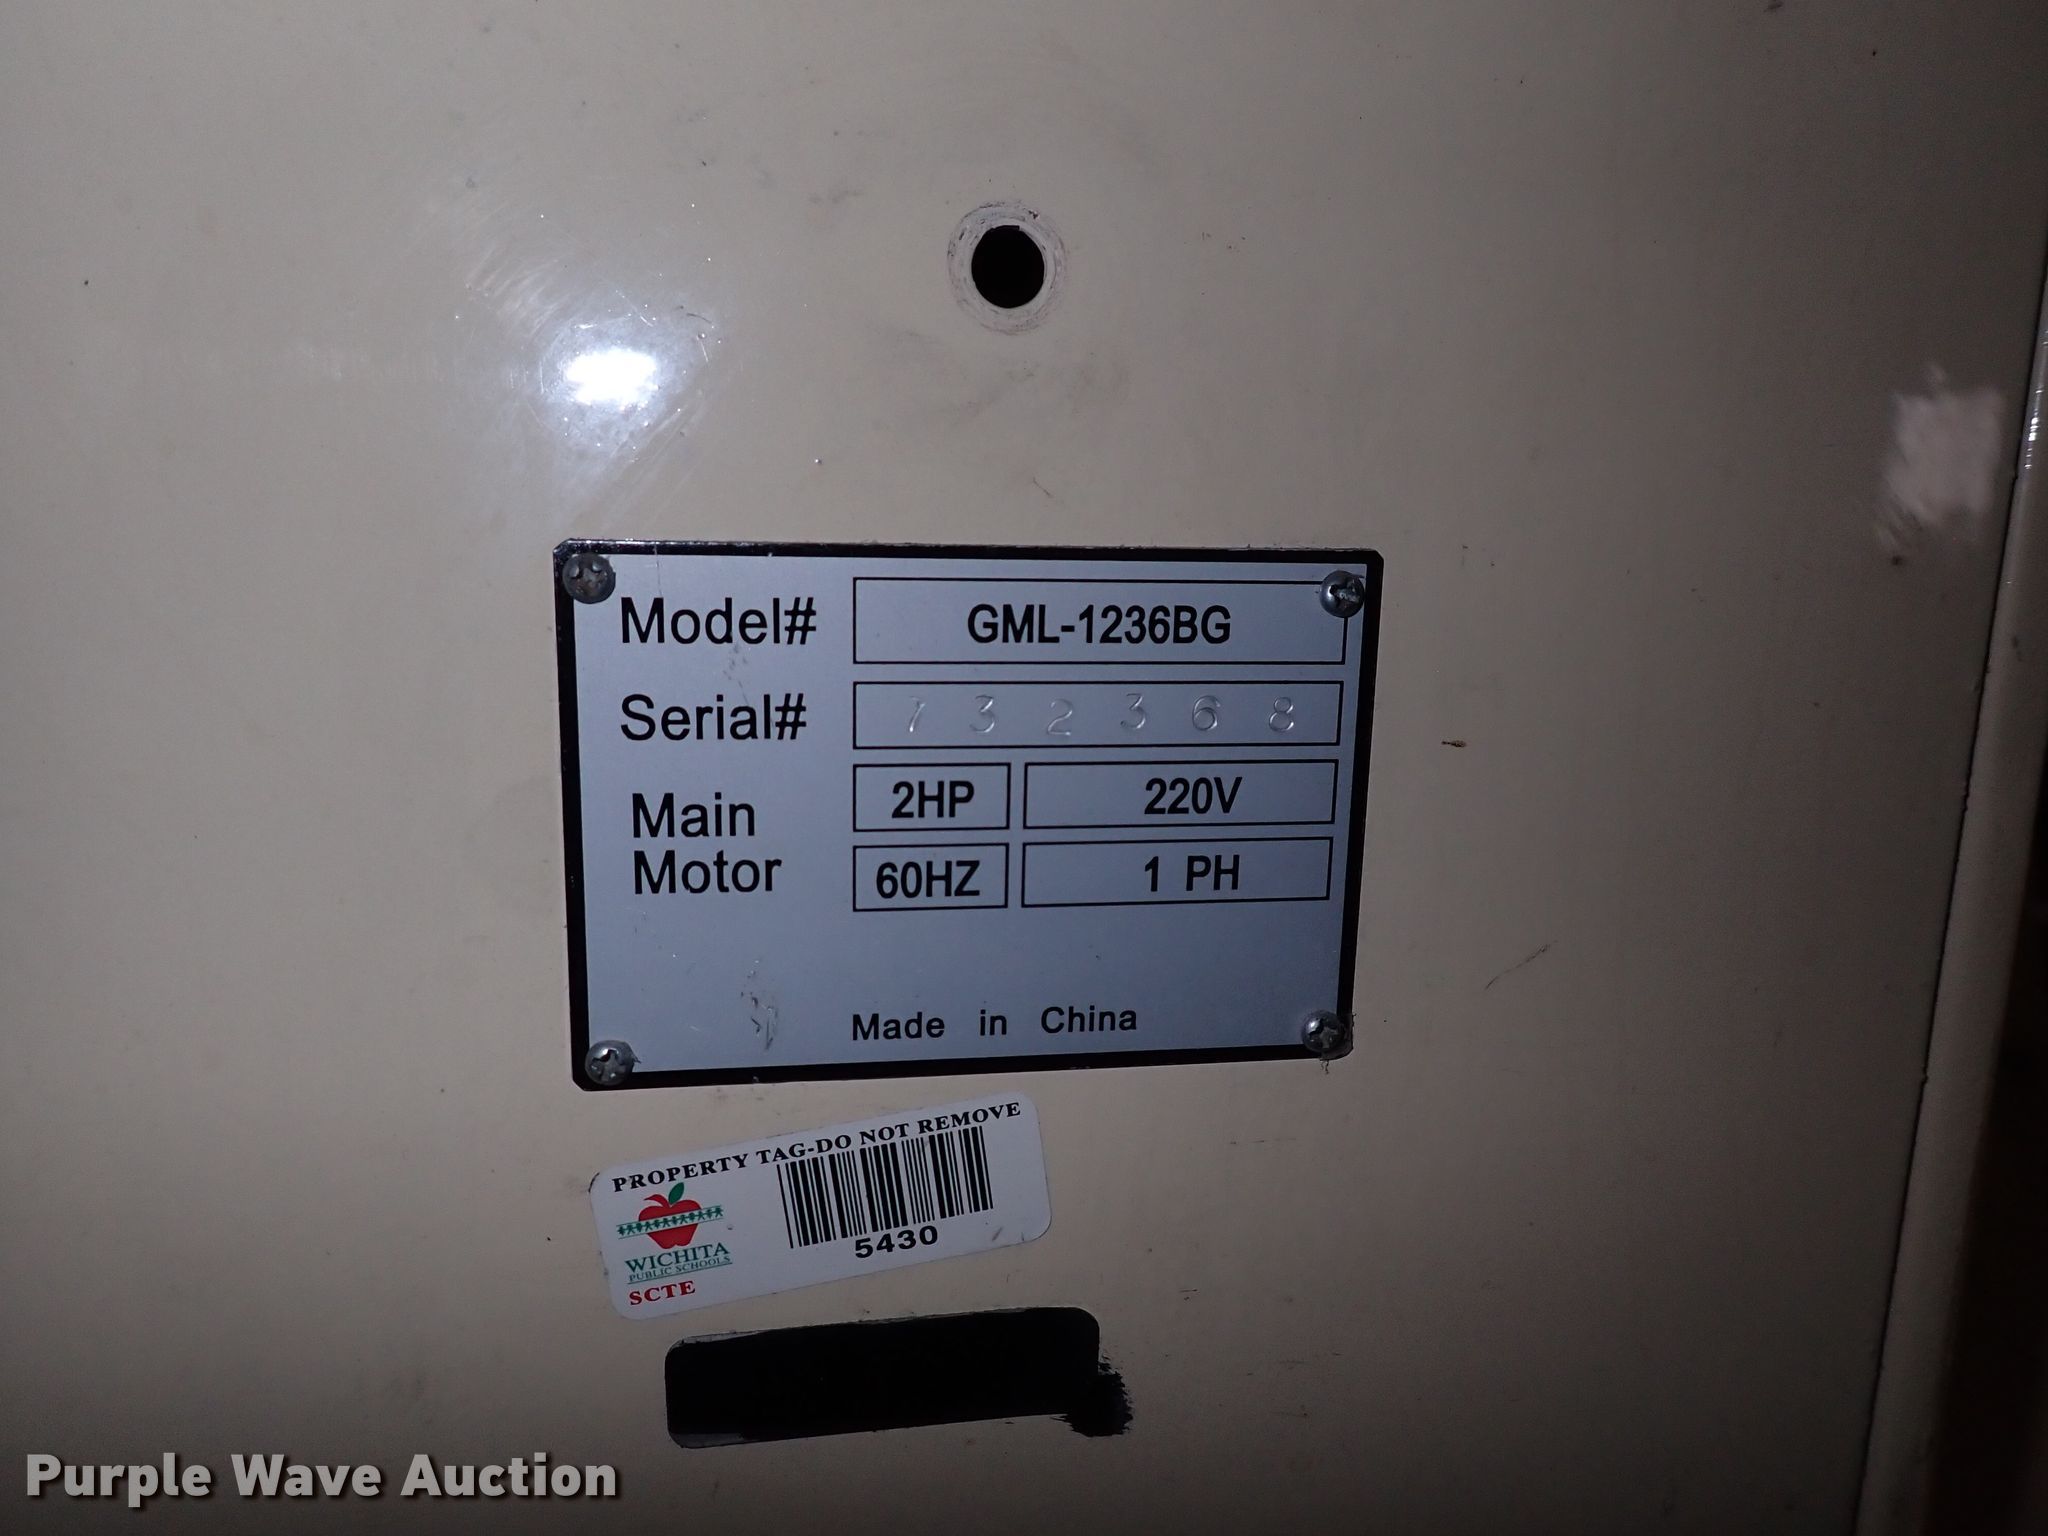 Model# GML-1236BG
Serial# 732368
Main Motor 2HP 220V
60HZ 1 PH
Made in China
PROPERTY TAG-DO NOT REMOVE
WICHITA
PUBLIC SCHOOLS
SCTE
5430
Purple Wave Auction